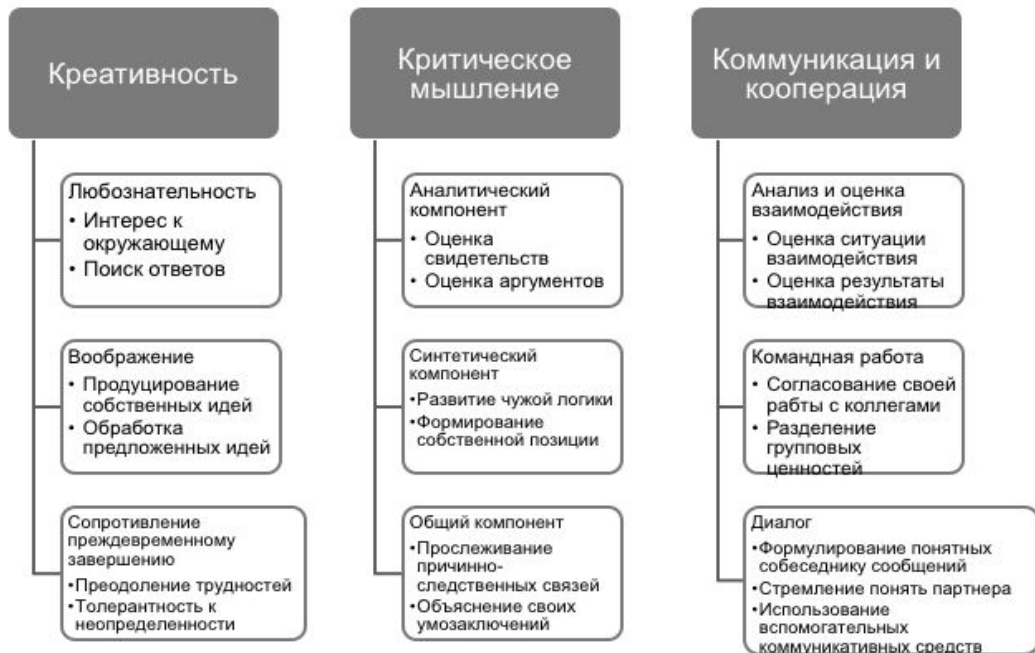 Креативность
Любознательность
• Интерес к
окружающему
• Поиск ответов
Воображение
• Продуцирование
собственных идей
• Обработка
предложенных идей
Сопротивление
преждевременному
завершению
•Преодоление трудностей
•Толерантность к
неопределенности
Критическое
мышление
Аналитический
компонент
• Оценка
свидетельств
• Оценка аргументов
Синтетический
компонент
•Развитие чужой логики
•Формирование
собственной позиции
Общий компонент
•Прослеживание
причинно-
следственных связей
•Объяснение своих
умозаключений
Коммуникация и
кооперация
Анализ и оценка
взаимодействия
• Оценка ситуации
взаимодействия
• Оценка результаты
взаимодействия
Командная работа
• Согласование своей
рабты с коллегами
• Разделение
групповых
ценностей
Диалог
•Формулирование понятных
собеседнику сообщений
•Стремление понять партнера
•Использование
вспомогательных
коммуникативных средств